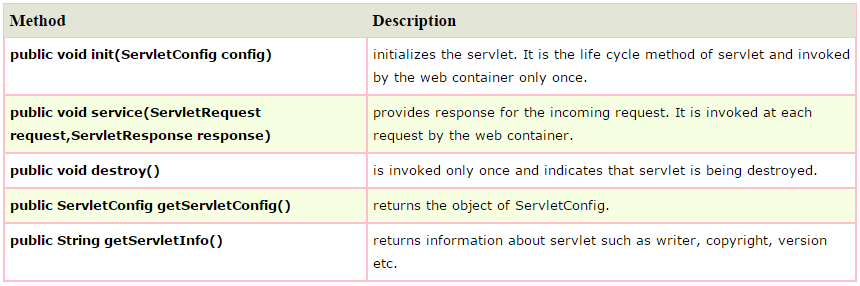 Method Description
public void init(ServletConfig config) initializes the servlet. It is the life cycle method of servlet and invoked
by the web container only once.
public void service(ServletRequest provides response for the incoming request. It is invoked at each
request,ServletResponse response) request by the web container.
public void destroy() is invoked only once and indicates that servlet is being destroyed.
public ServletConfig getServletConfig() returns the object of ServletConfig.
public String getServletInfo() returns information about servlet such as writer, copyright, version
etc.